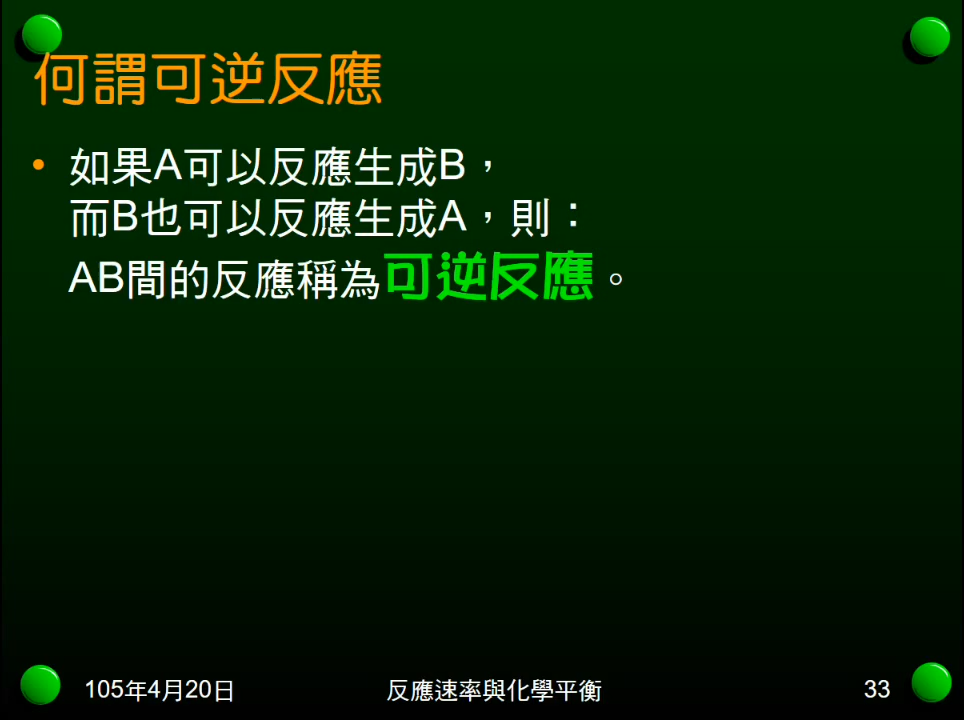 何謂可逆反應
• 如果A可以反應生成B，
而B也可以反應生成A，則：
AB間的反應稱為可逆反應。
105年4月20日
反應速率與化學平衡
33